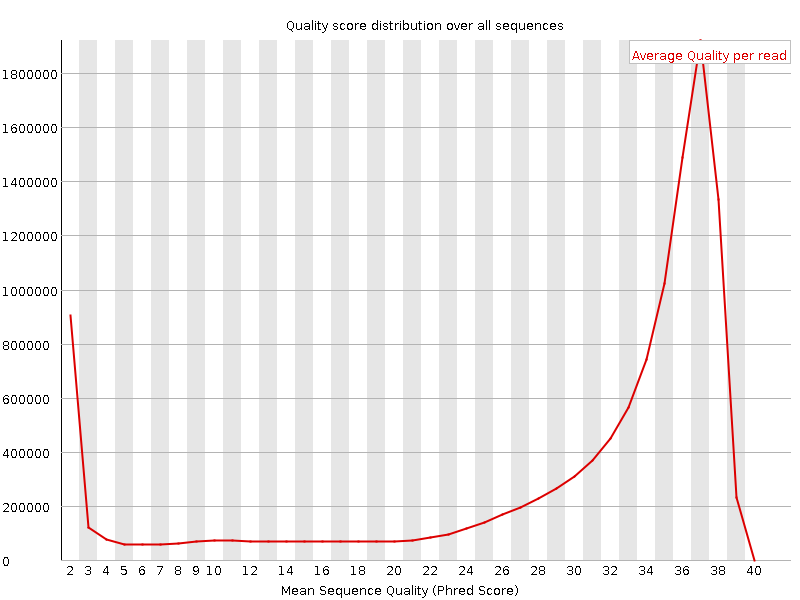 Quality score distribution over all sequences
Average Quality per read
1800000
1600000
1400000
1200000
1000000
800000
600000
400000
200000
0
2 3 4 5 6 7 8 9 10 12 14 16 18 20 22 24 26 28 30 32 34 36 38 40
Mean Sequence Quality (Phred Score)